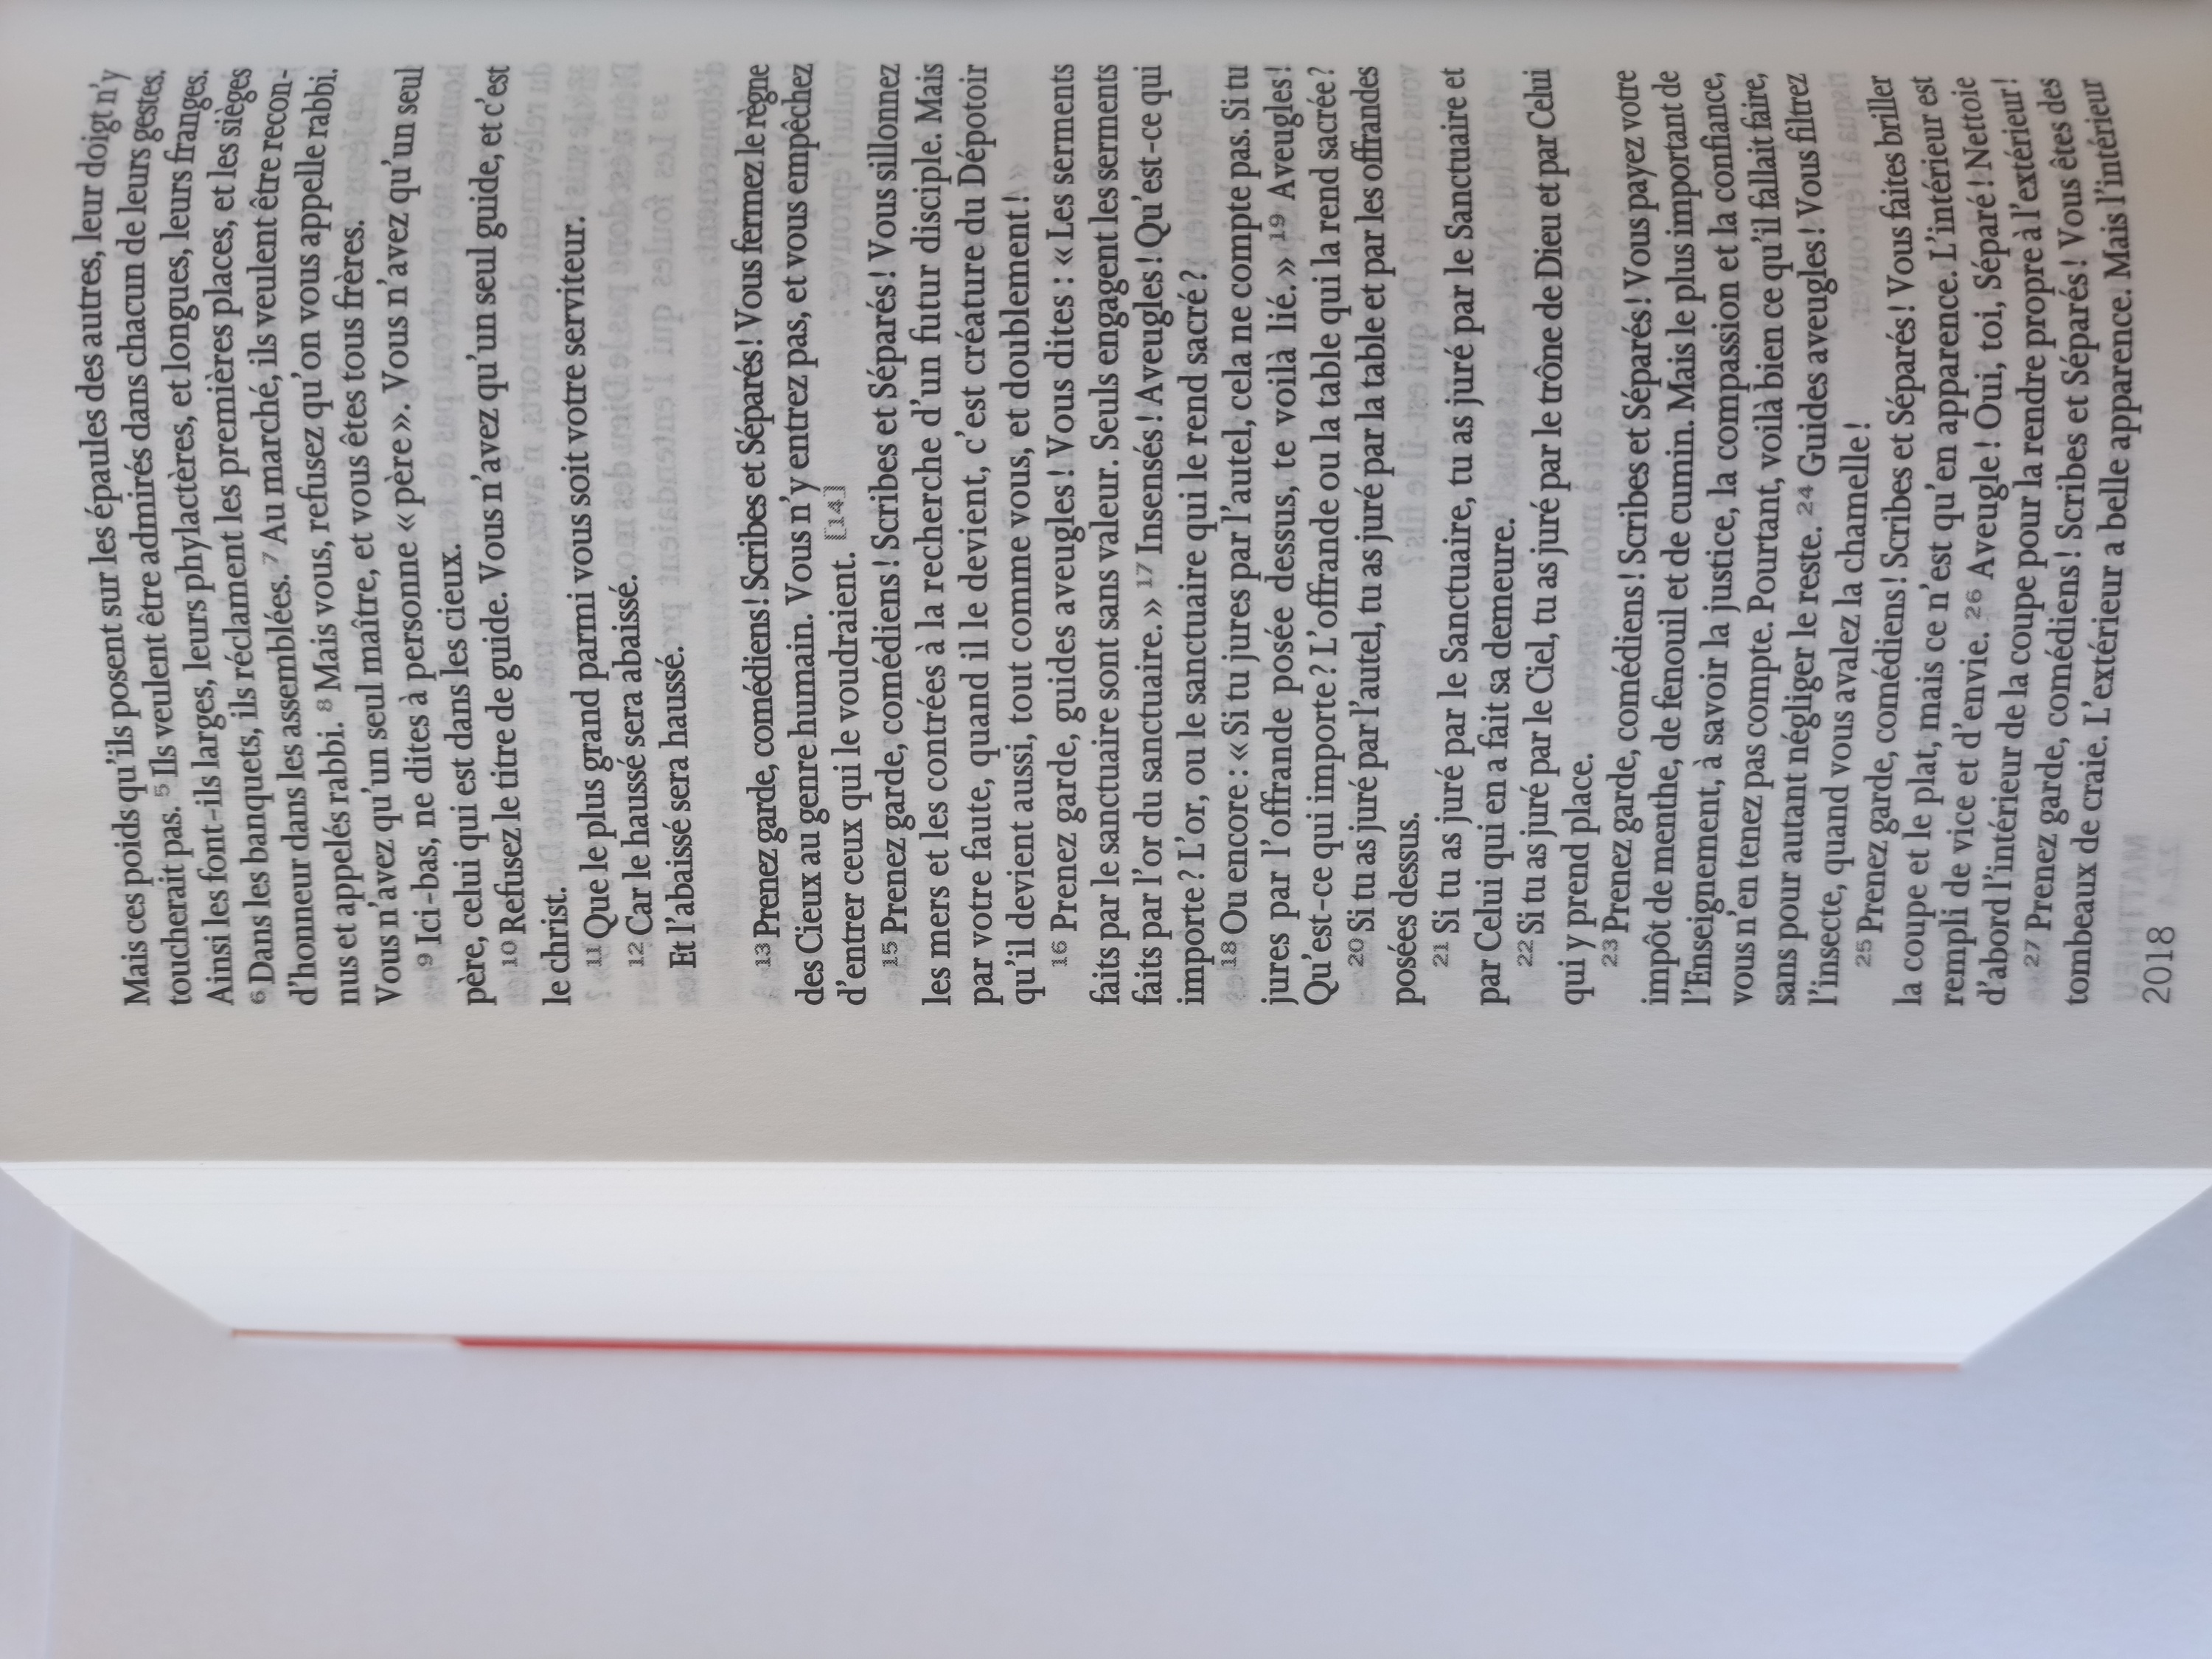 Mais ces poids qu'ils posent sur les épaules des autres, leur doigt n'y
toucherait pas. 5 Ils veulent être admirés dans chacun de leurs gestes.
Ainsi les font-ils larges, leurs phylactères, et longues, leurs franges.
6 Dans les banquets, ils réclament les premières places, et les sièges
d'honneur dans les assemblées. 7 Au marché, ils veulent être recon-
nus et appelés rabbi. 8 Mais vous, refusez qu'on vous appelle rabbi.
Vous n'avez qu'un seul maître, et vous êtes tous frères.
9 Ici-bas, ne dites à personne « père ». Vous n'avez qu'un seul
père, celui qui est dans les cieux.
10 Refusez le titre de guide. Vous n'avez qu'un seul guide, et c'est
le christ.
11 Que le plus grand parmi vous soit votre serviteur.
12 Car le haussé sera abaissé.
Et l'abaissé sera haussé.
13 Prenez garde, comédiens ! Scribes et Séparés ! Vous fermez le règne
des Cieux au genre humain. Vous n'y entrez pas, et vous empêchez
d'entrer ceux qui le voudraient. [14]
15 Prenez garde, comédiens ! Scribes et Séparés ! Vous sillonnez
les mers et les contrées à la recherche d'un futur disciple. Mais
par votre faute, quand il le devient, c'est créature du Dépotoir
qu'il devient aussi, tout comme vous, et doublement !
16 Prenez garde, guides aveugles ! Vous dites : « Les serments
faits par le sanctuaire sont sans valeur. Seuls engagent les serments
faits par l'or du sanctuaire. » 17 Insensés ! Aveugles ! Qu'est-ce qui
importe ? L'or, ou le sanctuaire qui le rend sacré ?
18 Ou encore : « Si tu jures par l'autel, cela ne compte pas. Si tu
jures par l'offrande posée dessus, te voilà lié. » 19 Aveugles !
Qu'est-ce qui importe ? L'offrande ou la table qui la rend sacrée ?
20 Si tu as juré par l'autel, tu as juré par la table et par les offrandes
posées dessus.
21 Si tu as juré par le Sanctuaire, tu as juré par le Sanctuaire et
par Celui qui en a fait sa demeure.
22 Si tu as juré par le Ciel, tu as juré par le trône de Dieu et par Celui
qui y prend place.
23 Prenez garde, comédiens ! Scribes et Séparés ! Vous payez votre
impôt de menthe, de fenouil et de cumin. Mais le plus important de
l'Enseignement, à savoir la justice, la compassion et la confiance,
vous n'en tenez pas compte. Pourtant, voilà bien ce qu'il fallait faire,
sans pour autant négliger le reste. 24 Guides aveugles ! Vous filtrez
l'insecte, quand vous avalez la chamelle !
25 Prenez garde, comédiens ! Scribes et Séparés ! Vous faites briller
la coupe et le plat, mais ce n'est qu'en apparence. L'intérieur est
rempli de vice et d'envie. 26 Aveugle ! Oui, toi, Séparé ! Nettoie
d'abord l'intérieur de la coupe pour la rendre propre à l'extérieur !
27 Prenez garde, comédiens ! Scribes et Séparés ! Vous êtes des
tombeaux de craie. L'extérieur a belle apparence. Mais l'intérieur
2018